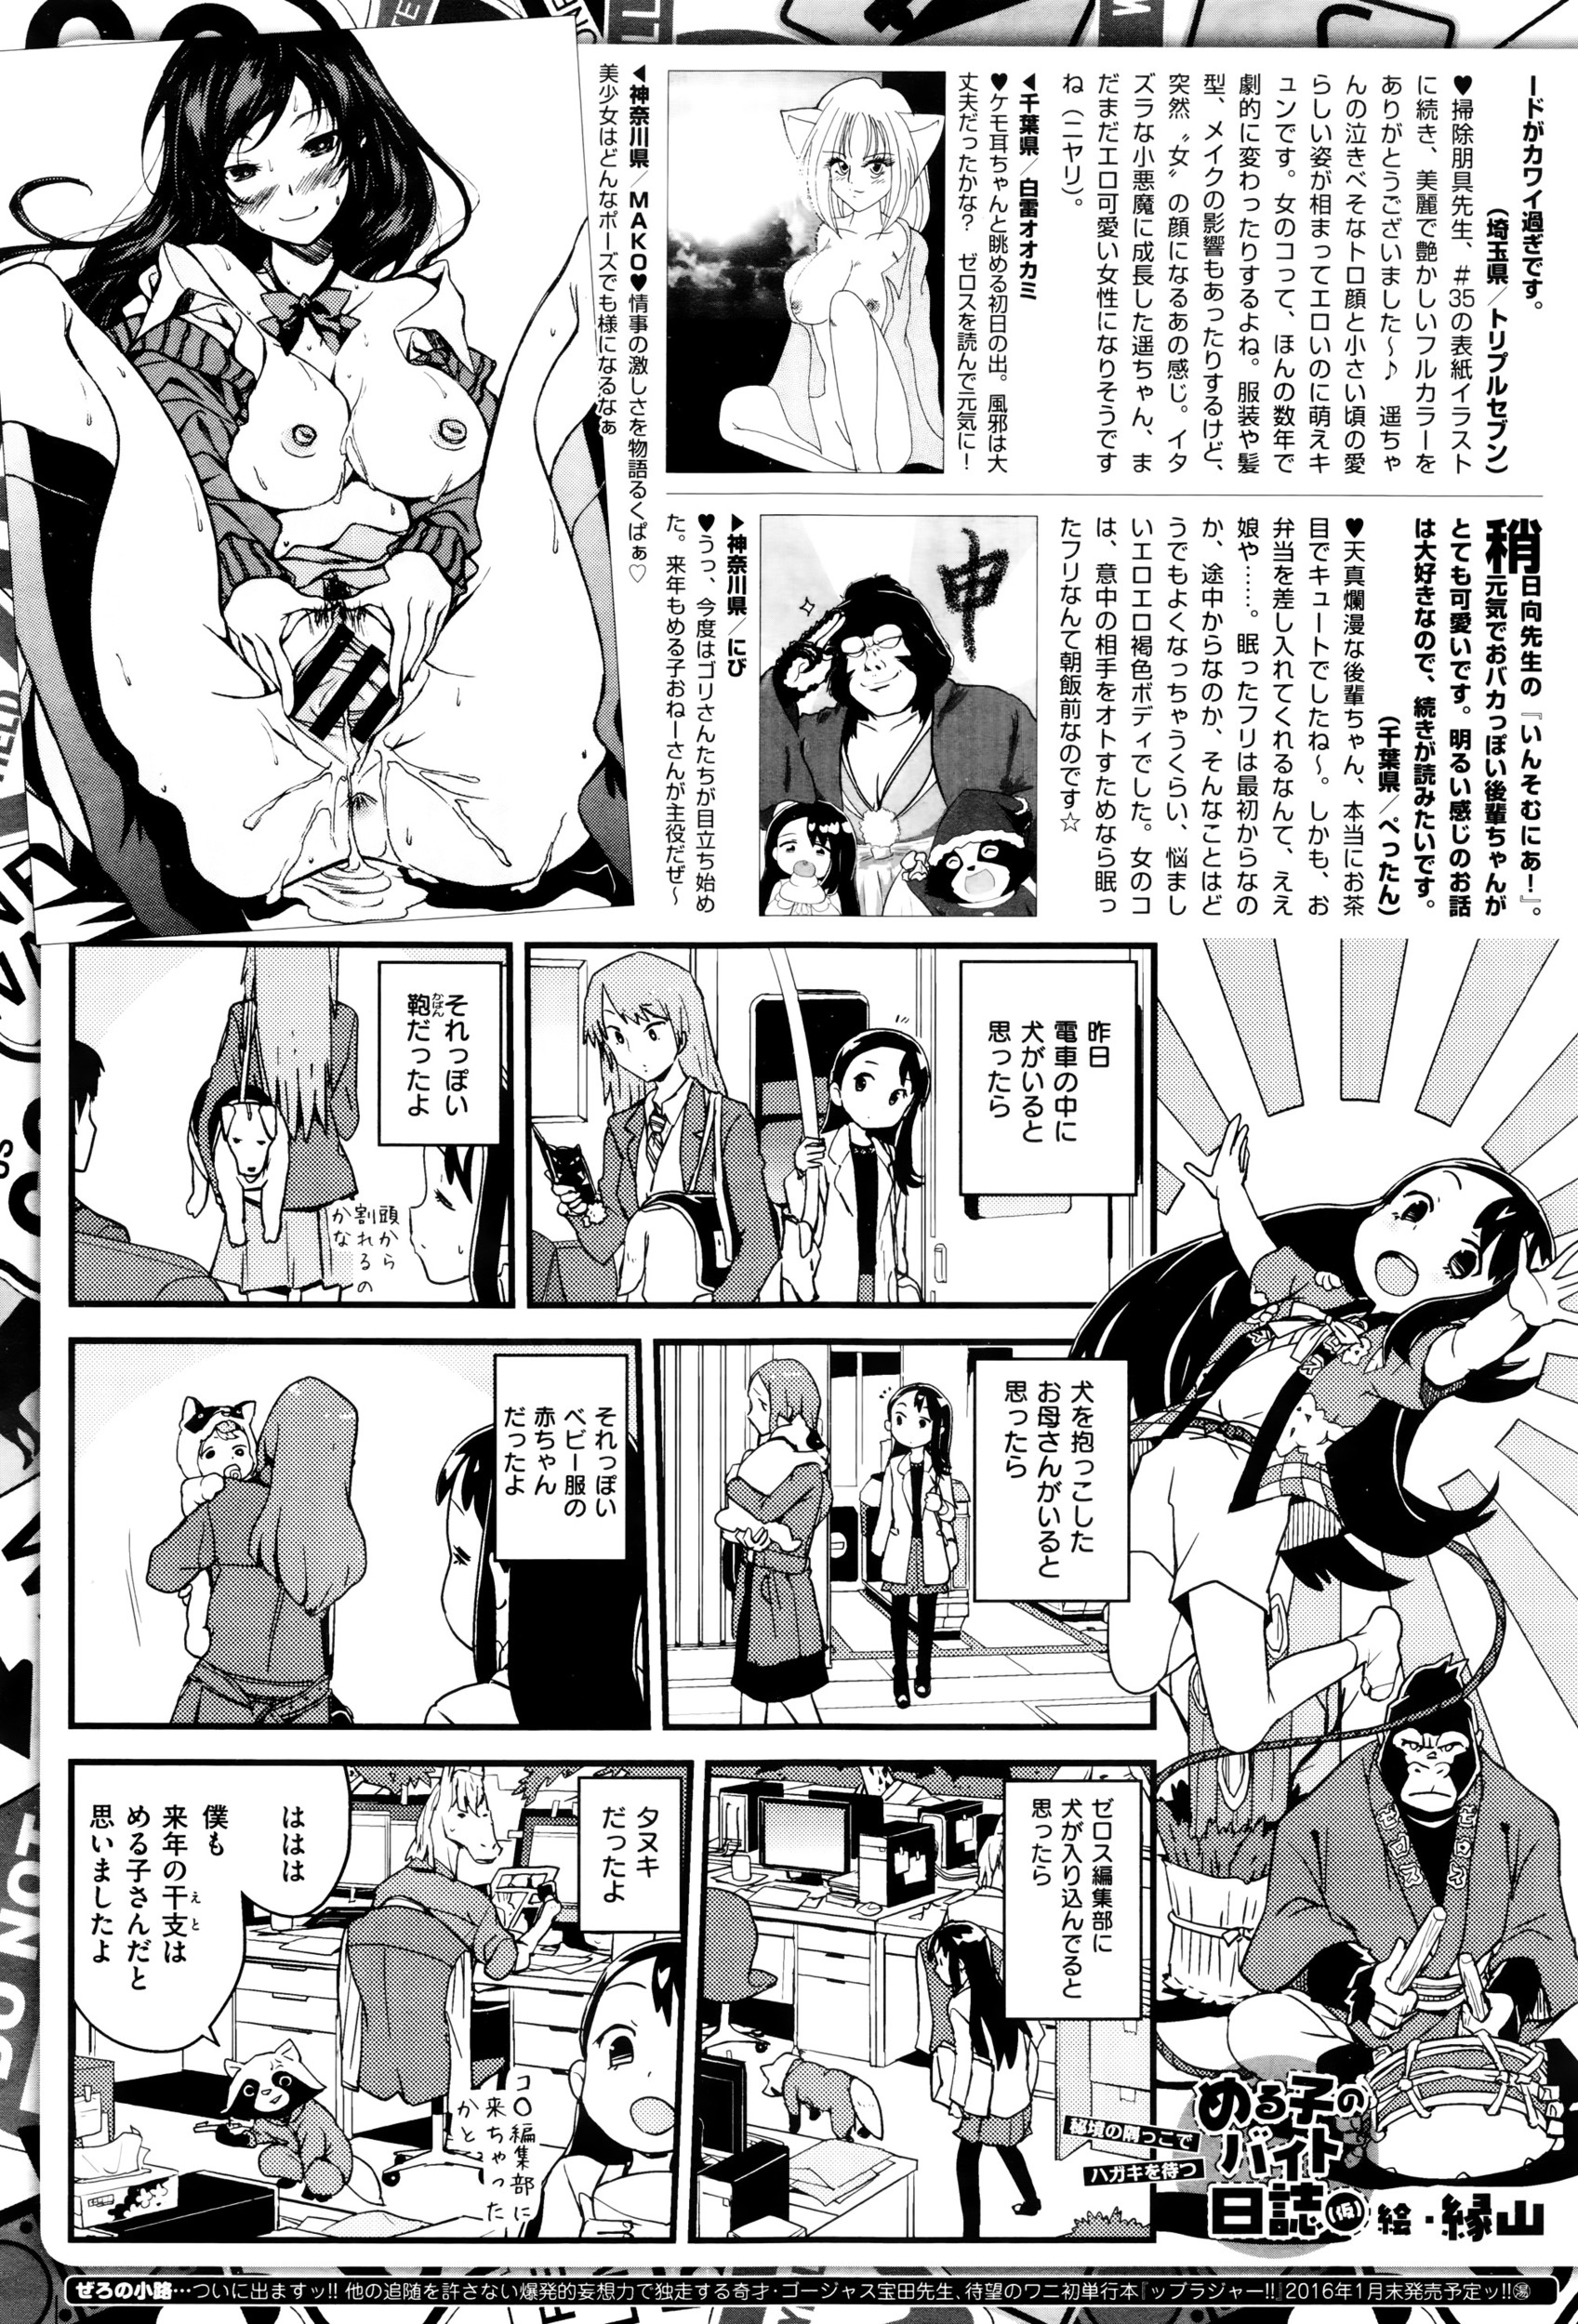 ードがカワイ過ぎです。
（埼玉県／トリプルセブン）
♥掃除朋具先生、＃35の表紙イラスト
に続き、美麗で艶かしいフルカラーを
ありがとうございました～♪　遥ちゃ
んの泣きべそなトロ顔と小さい頃の愛
らしい姿が相まってエロいのに萌えキ
ュンです。女のコって、ほんの数年で
劇的に変わったりするよね。服装や髪
型、メイクの影響もあったりするけど、
突然〝女〟の顔になるあの感じ。イタ
ズラな小悪魔に成長した遥ちゃん、ま
だまだエロ可愛い女性になりそうです
ね（ニヤリ）。
◀千葉県／白雷オオカミ
♥ケモ耳ちゃんと眺める初日の出。風邪は大
丈夫だったかな？　ゼロスを読んで元気に！
◀神奈川県／MAKO♥情事の激しさを物語るくぱぁ♡
美少女はどんなポーズでも様になるなぁ
稍日向先生の『いんそむにあ！』。
元気でおバカっぽい後輩ちゃんが
とても可愛いです。明るい感じのお話
は大好きなので、続きが読みたいです。
（千葉県／ぺったん）
♥天真爛漫な後輩ちゃん、本当にお茶
目でキュートでしたね～。しかも、お
弁当を差し入れてくれるなんて、ええ
娘や……。眠ったフリは最初からなの
か、途中からなのか、そんなことはど
うでもよくなっちゃうくらい、悩まし
いエロエロ褐色ボディでした。女のコ
は、意中の相手をオトすためなら眠っ
たフリなんて朝飯前なのです☆
申
▶神奈川県／にび
♥うっ、今度はゴリさんたちが目立ち始め
た。来年もめる子おねーさんが主役だぜ～
昨日
電車の中に
犬がいると
思ったら
それっぽい
鞄だったよ
かばん
頭から
割れるの
かな
犬を抱っこした
お母さんがいると
思ったら
それっぽい
ベビー服の
赤ちゃん
だったよ
ゼロス編集部に
犬が入り込んでると
思ったら
タヌキ
だったよ
コ〇編集部に
来ちゃった
かと…
ははは
僕も
来年の干支は
えと
める子さんだと
思いましたよ
ゼロス
ゼロス
める子の
バイト
日誌(仮)
秘境の隅っこで
ハガキを待つ
絵・縁山
ぜろの小路…ついに出ますッ!! 他の追随を許さない爆発的妄想力で独走する奇才・ゴージャス宝田先生、待望のワニ初単行本『ッブラジャー!!』2016年1月末発売予定ッ!!㊝